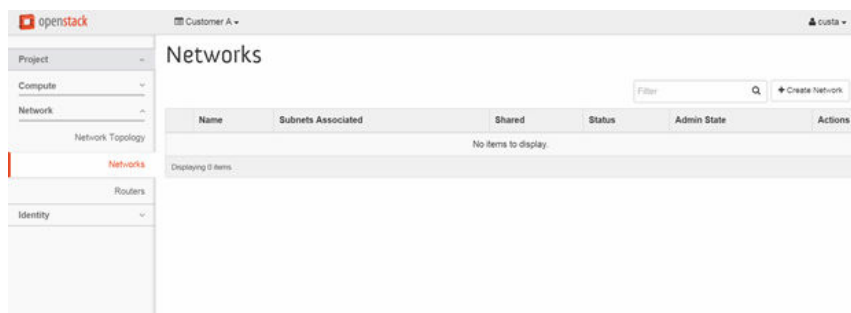 openstack
Customer A
custa
Project
Compute
Network
Network Topology
Networks
Routers
Identity
Networks
Filter
+ Create Network
Name Subnets Associated Shared Status Admin State Actions
No items to display.
Displaying 0 items